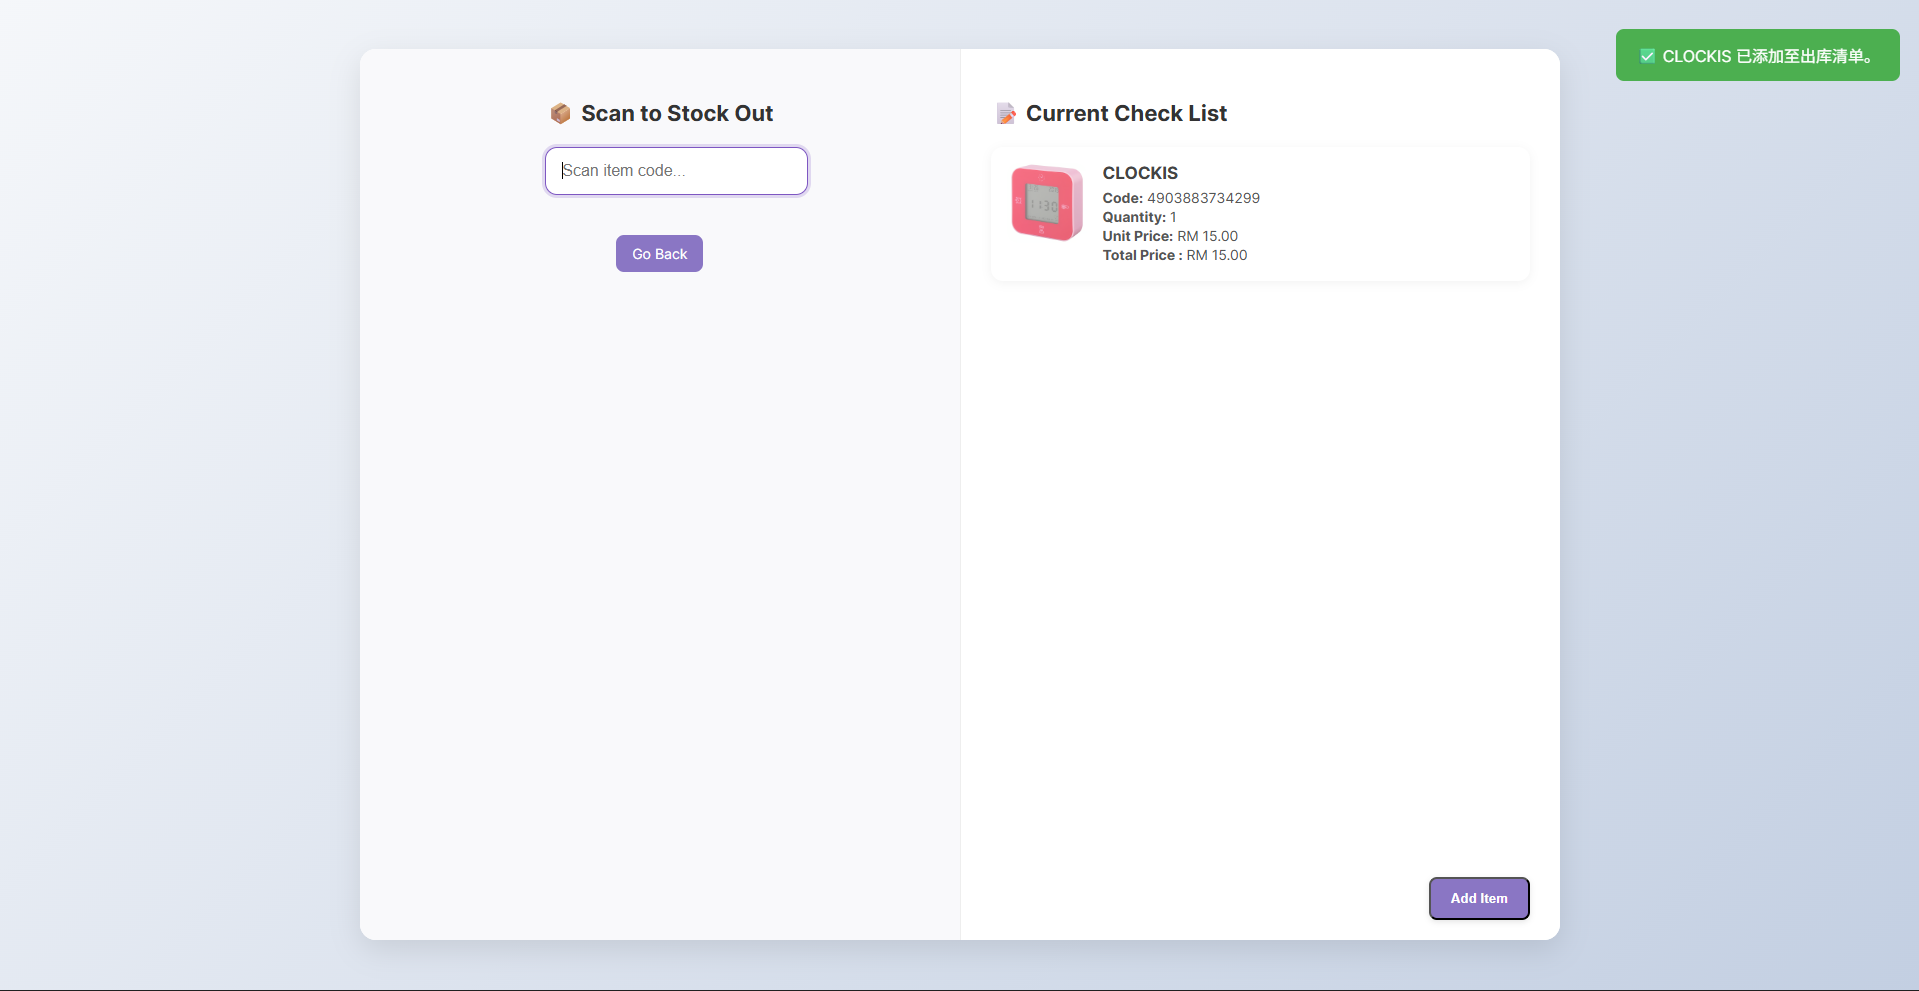 ✅ CLOCKIS 已添加至出库清单。
📦 Scan to Stock Out
Scan item code...
Go Back
📝 Current Check List
CLOCKIS
Code: 4903883734299
Quantity: 1
Unit Price: RM 15.00
Total Price : RM 15.00
11:30
Add Item